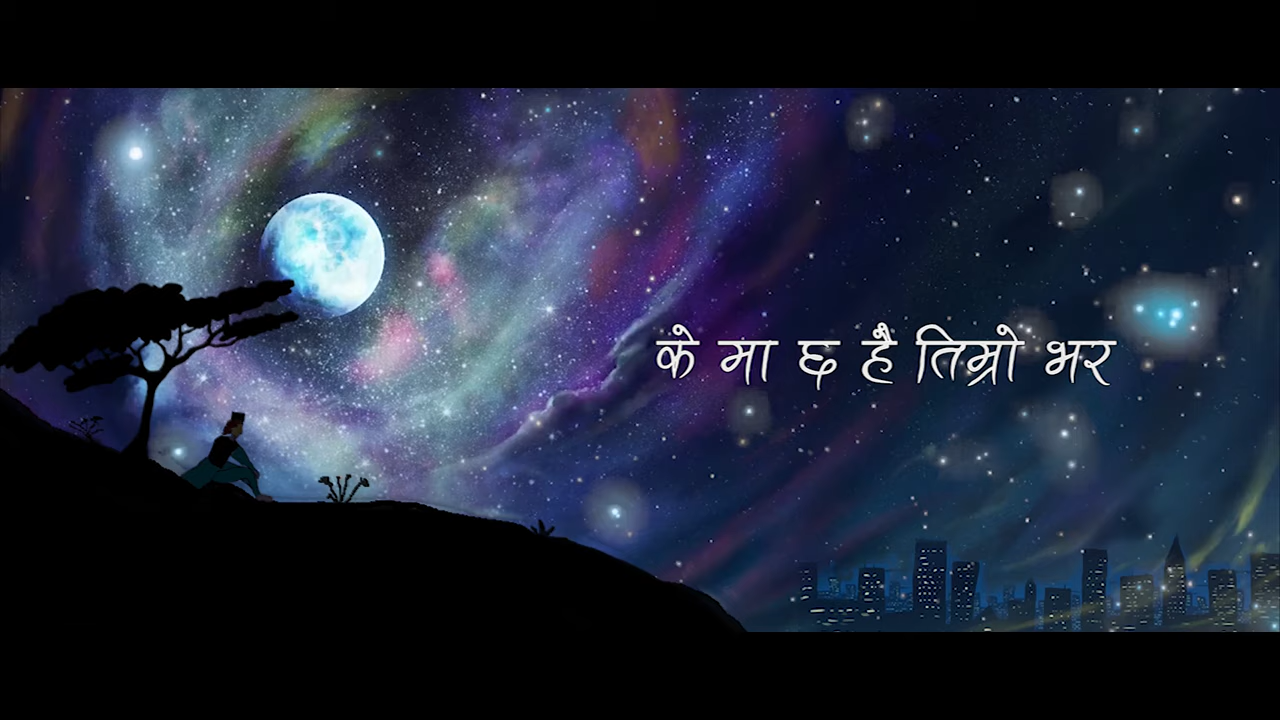 के मा छ है तिम्रो भर